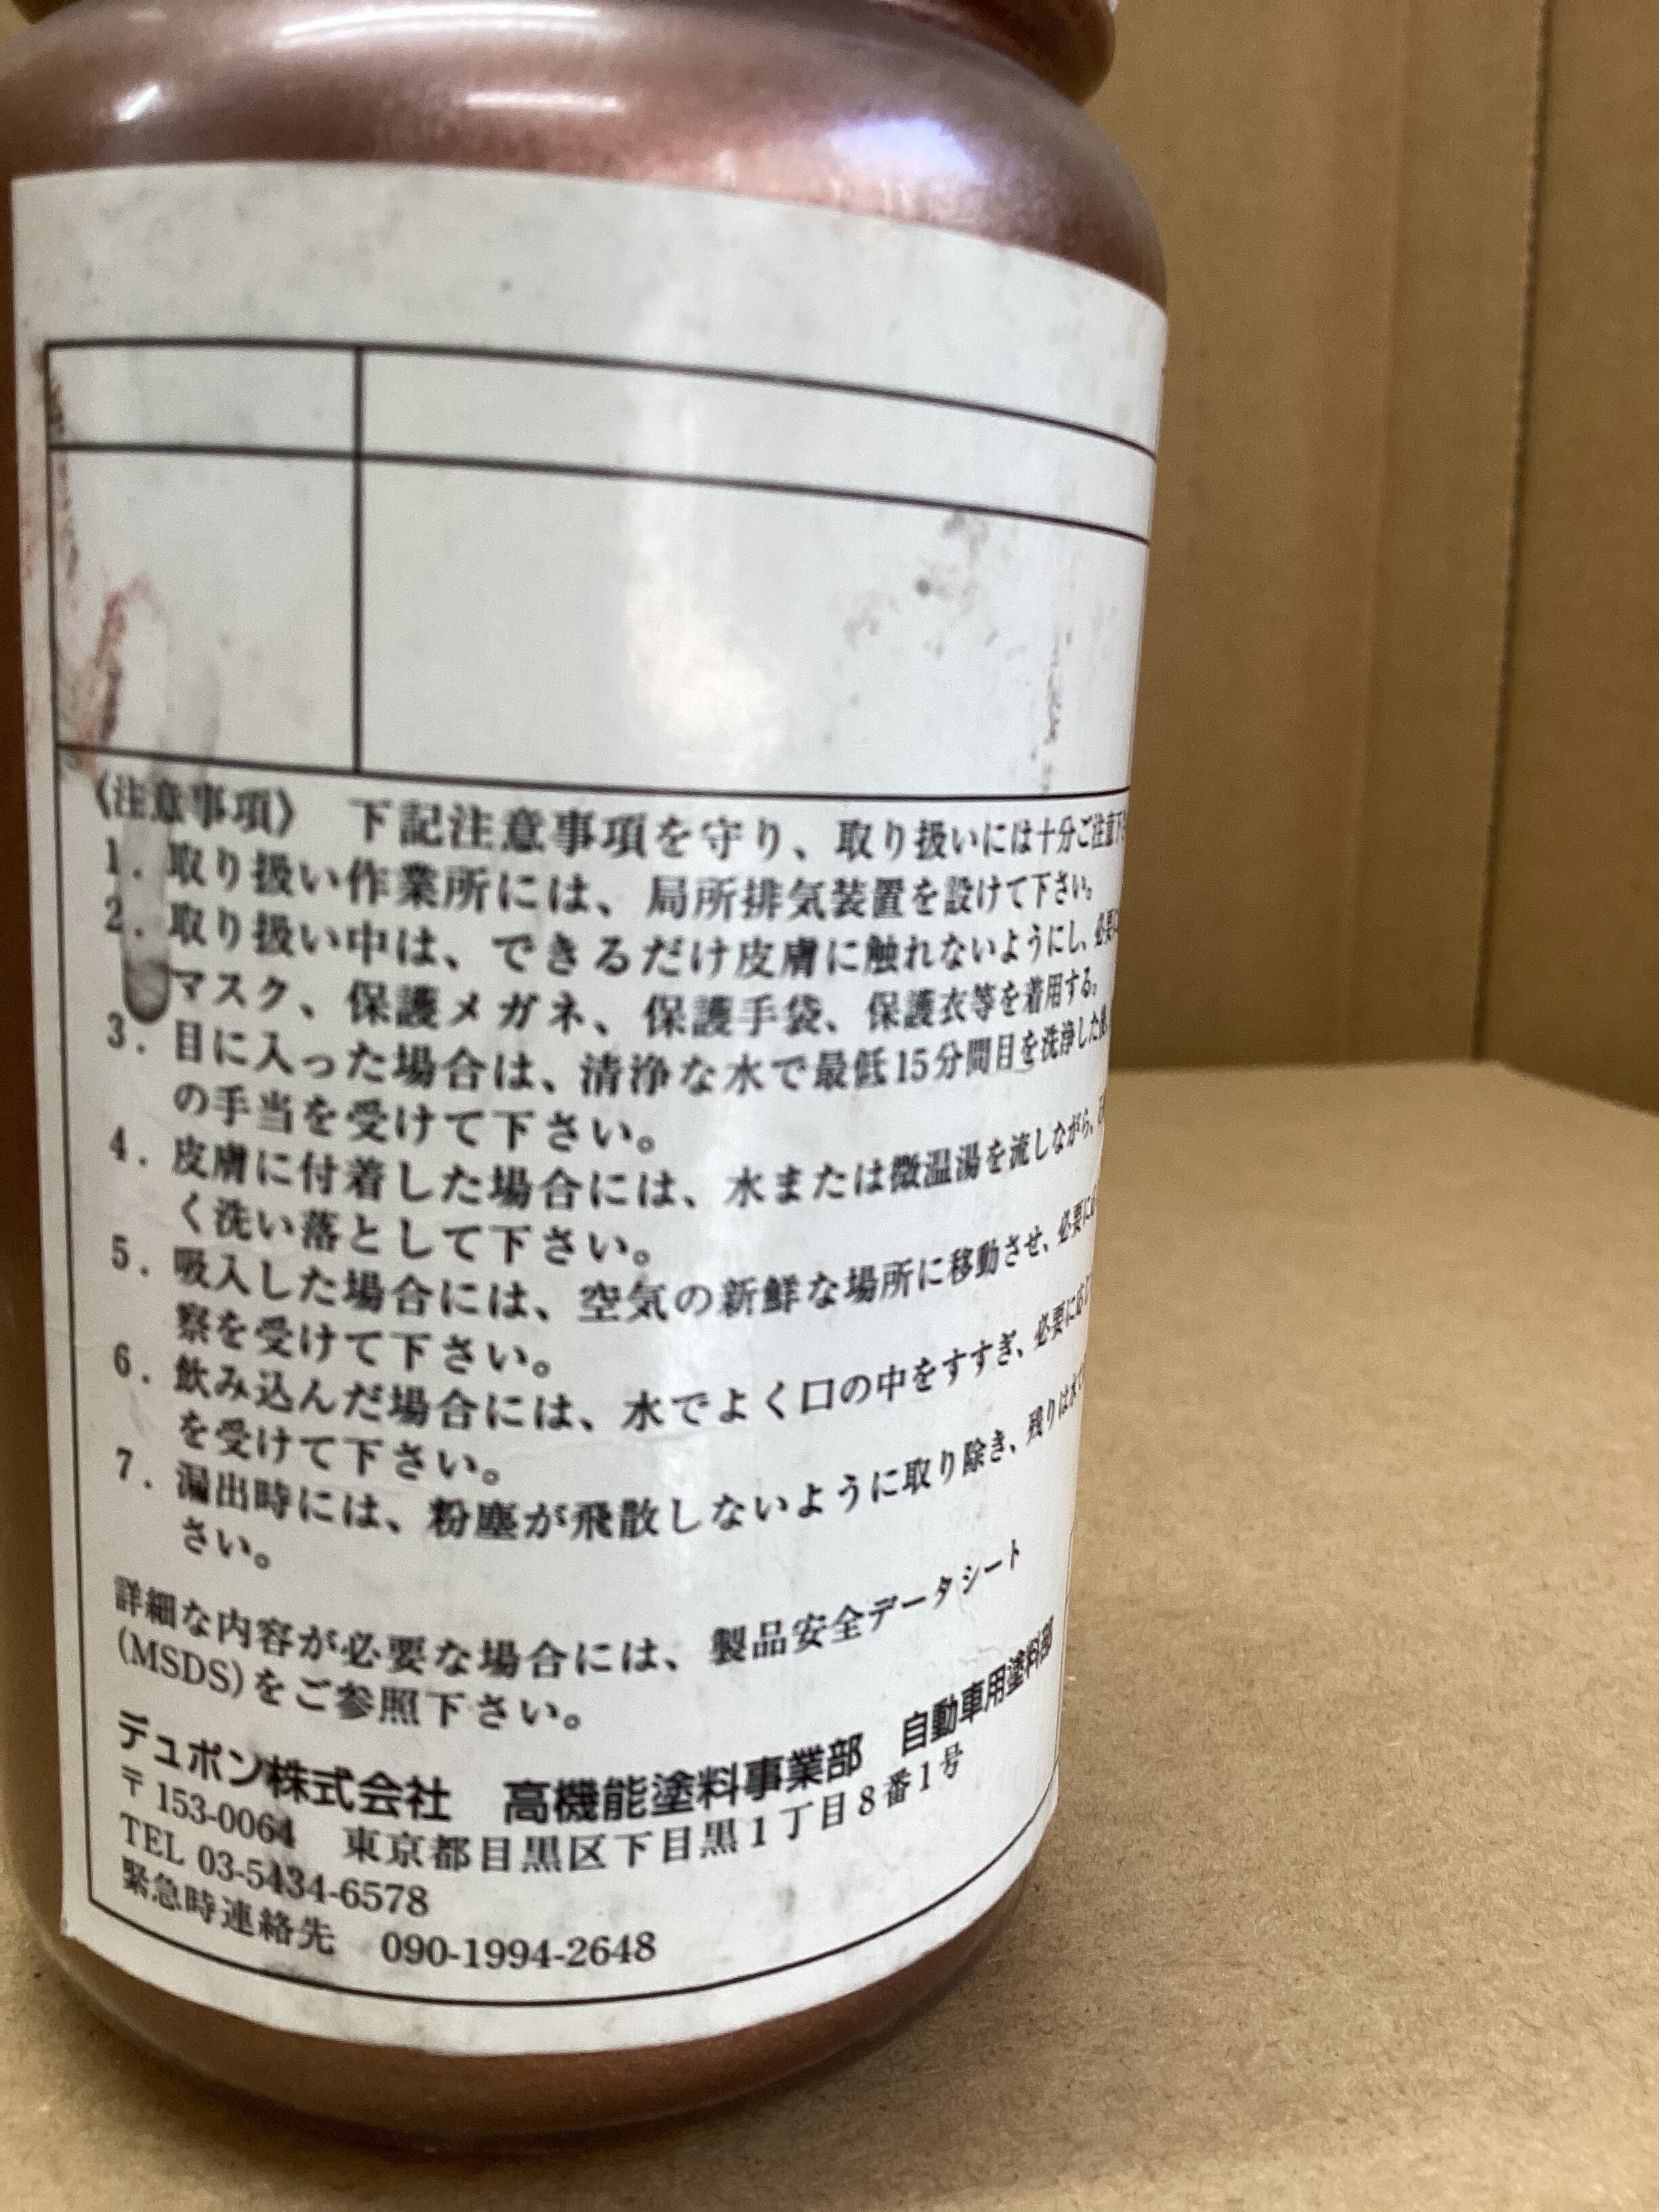 〈注意事項〉 下記注意事項を守り、取り扱いには十分ご注意下
1. 取り扱い作業所には、局所排気装置を設けて下さい。
2. 取り扱い中は、できるだけ皮膚に触れないようにし、必要
マスク、保護メガネ、保護手袋、保護衣等を着用する。
3. 目に入った場合は、清浄な水で最低15分間目を洗浄した後
の手当を受けて下さい。
4. 皮膚に付着した場合には、水または微温湯を流しながら、
く洗い落として下さい。
5. 吸入した場合には、空気の新鮮な場所に移動させ、必要に
察を受けて下さい。
6. 飲み込んだ場合には、水でよく口の中をすすぎ、必要に応じ
を受けて下さい。
7. 漏出時には、粉塵が飛散しないように取り除き、残りは水
さい。
詳細な内容が必要な場合には、製品安全データシート
(MSDS)をご参照下さい。
デュポン株式会社 高機能塗料事業部 自動車用塗料部
〒153-0064 東京都目黒区下目黒1丁目8番1号
TEL 03-5434-6578
緊急時連絡先 090-1994-2648